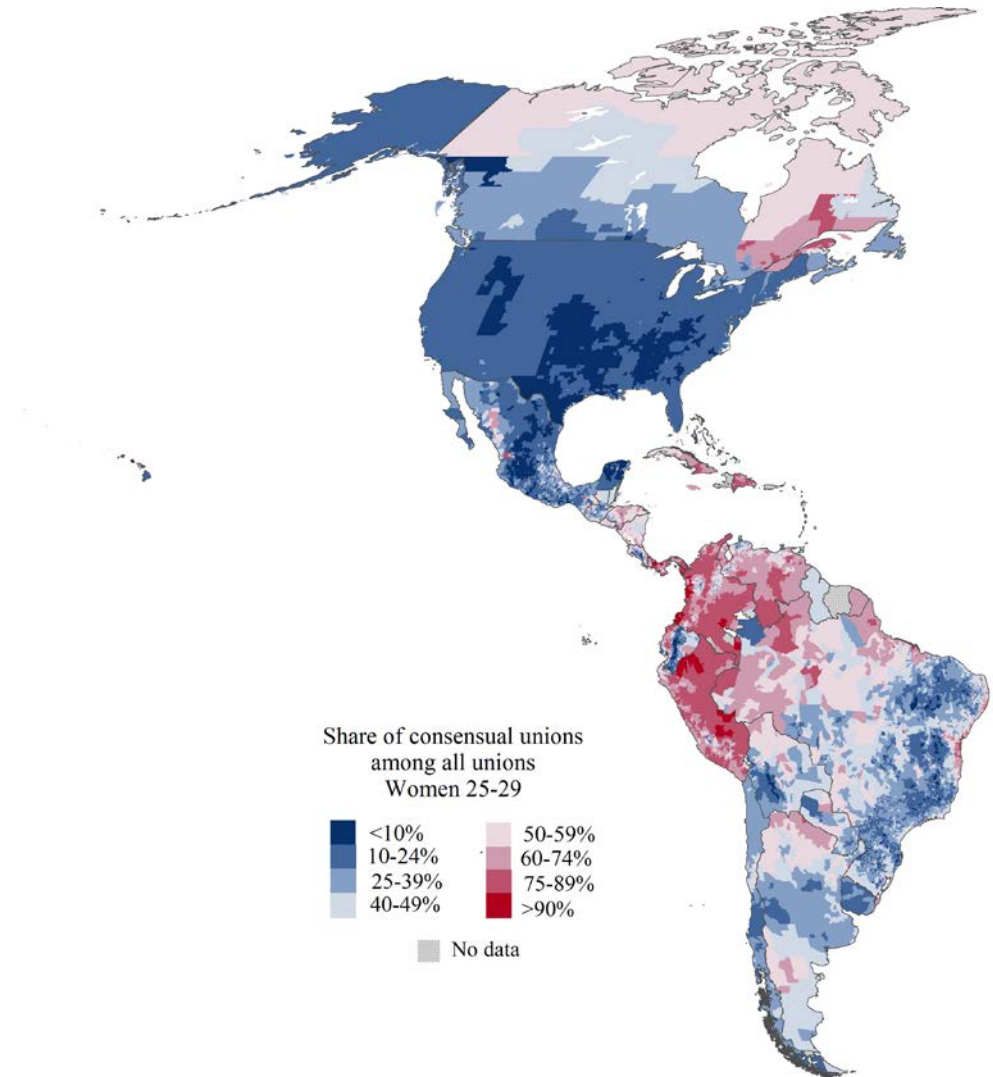 Share of consensual unions
among all unions
Women 25-29
<10%
10-24%
25-39%
40-49%
50-59%
60-74%
75-89%
>90%
No data